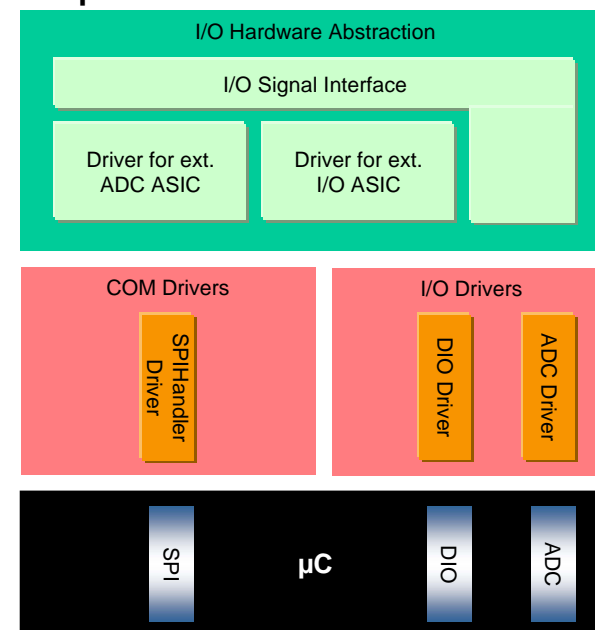 I/O Hardware Abstraction
I/O Signal Interface
Driver for ext.
ADC ASIC
Driver for ext.
I/O ASIC
COM Drivers
I/O Drivers
SPIHandler
Driver
DIO Driver
ADC Driver
SPI
µC
DIO
ADC